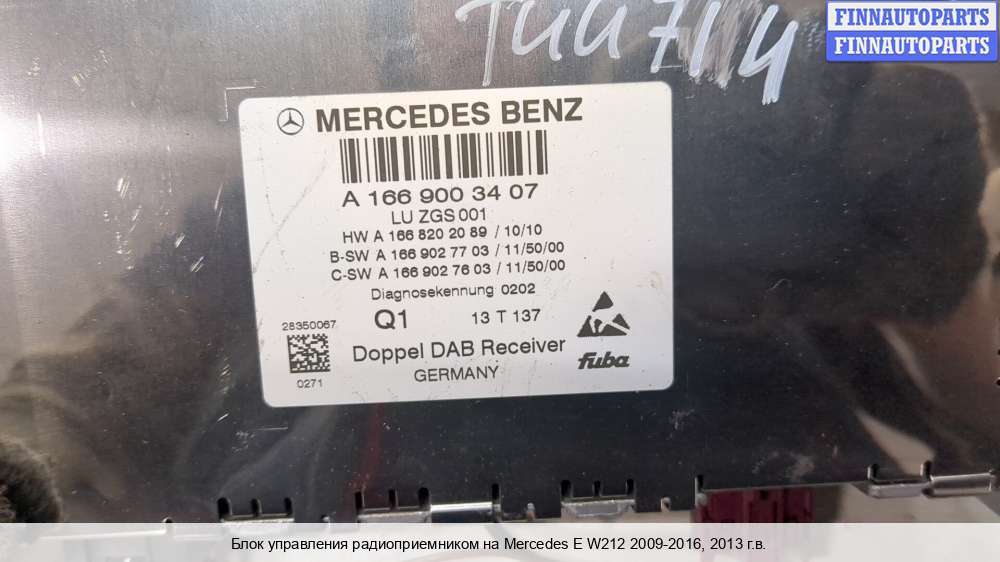 FINNAUTOPARTS
FINNAUTOPARTS
MERCEDES BENZ
A 166 900 34 07
LU ZGS 001
HW A 166 820 20 89 / 10/10
B-SW A 166 902 77 03 / 11/50/00
C-SW A 166 902 76 03 / 11/50/00
Diagnosekennung 0202
28350067
Q1 13 T 137
Doppel DAB Receiver
fuba
0271
GERMANY
Блок управления радиоприемником на Mercedes E W212 2009-2016, 2013 г.в.